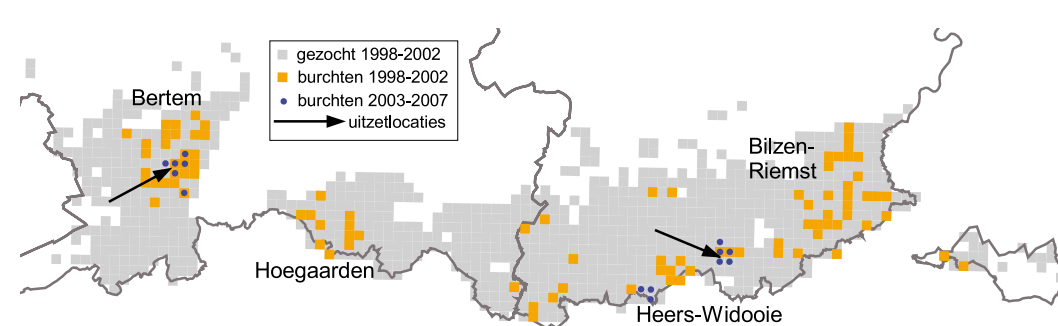 gezocht 1998-2002
burchten 1998-2002
burchten 2003-2007
uitzetlocaties
Bertem
Bilzen-
Riemst
Hoegaarden
Heers-Widooie